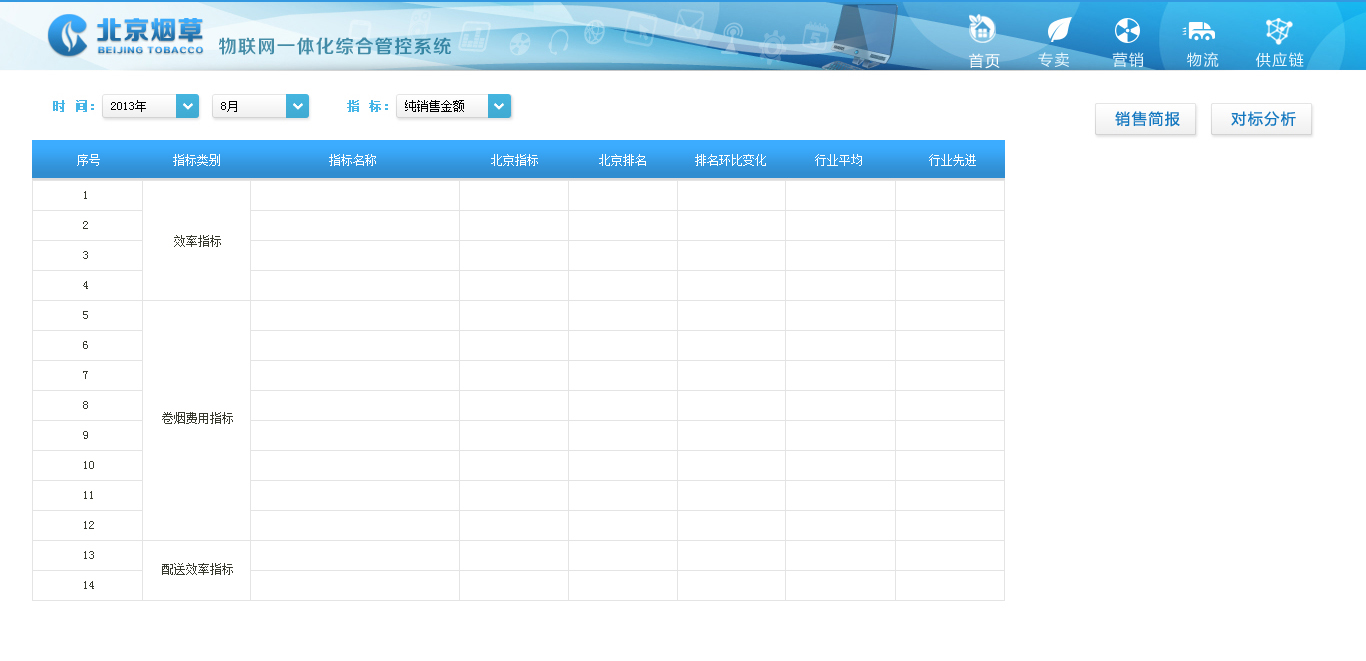 北京烟草
BEIJING TOBACCO
物联网一体化综合管控系统
首页 专卖 营销 物流 供应链
时 间： 2013年 8月 指 标： 纯销售金额
销售简报 对标分析
序号 指标类别 指标名称 北京指标 北京排名 排名环比变化 行业平均 行业先进
1
2
效率指标
3
4
5
6
7
8
卷烟费用指标
9
10
11
12
13
配送效率指标
14